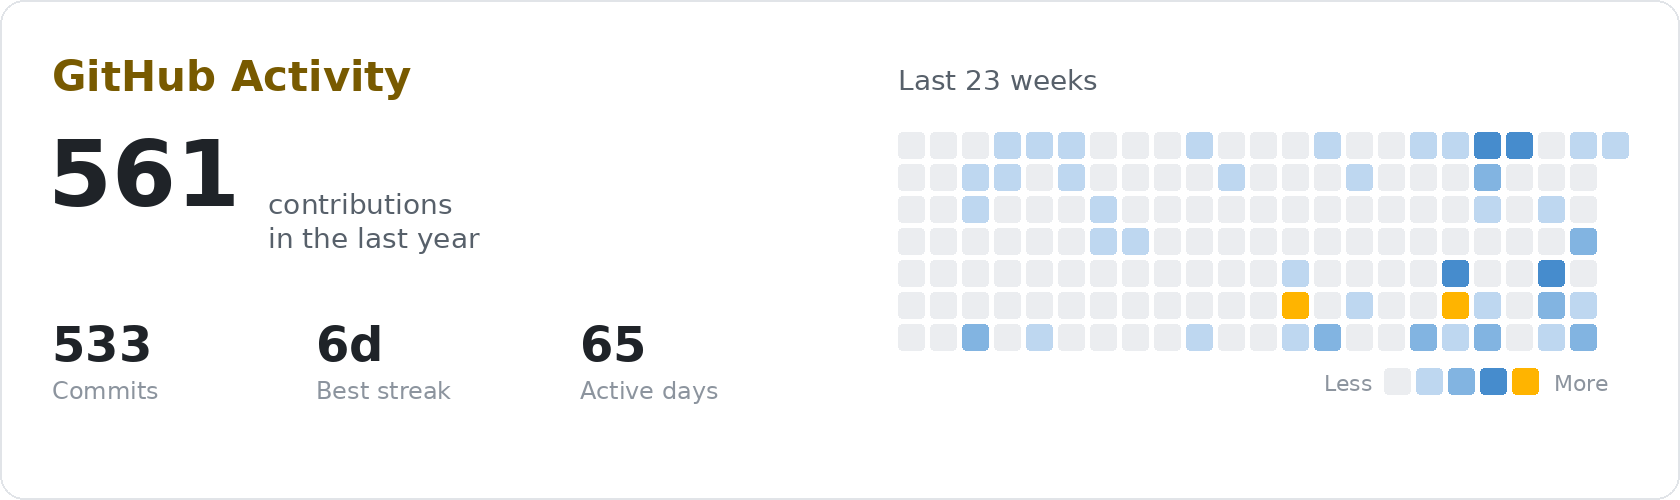 GitHub Activity
561
contributions
in the last year
533
Commits
6d
Best streak
65
Active days
Last 23 weeks
Less
More